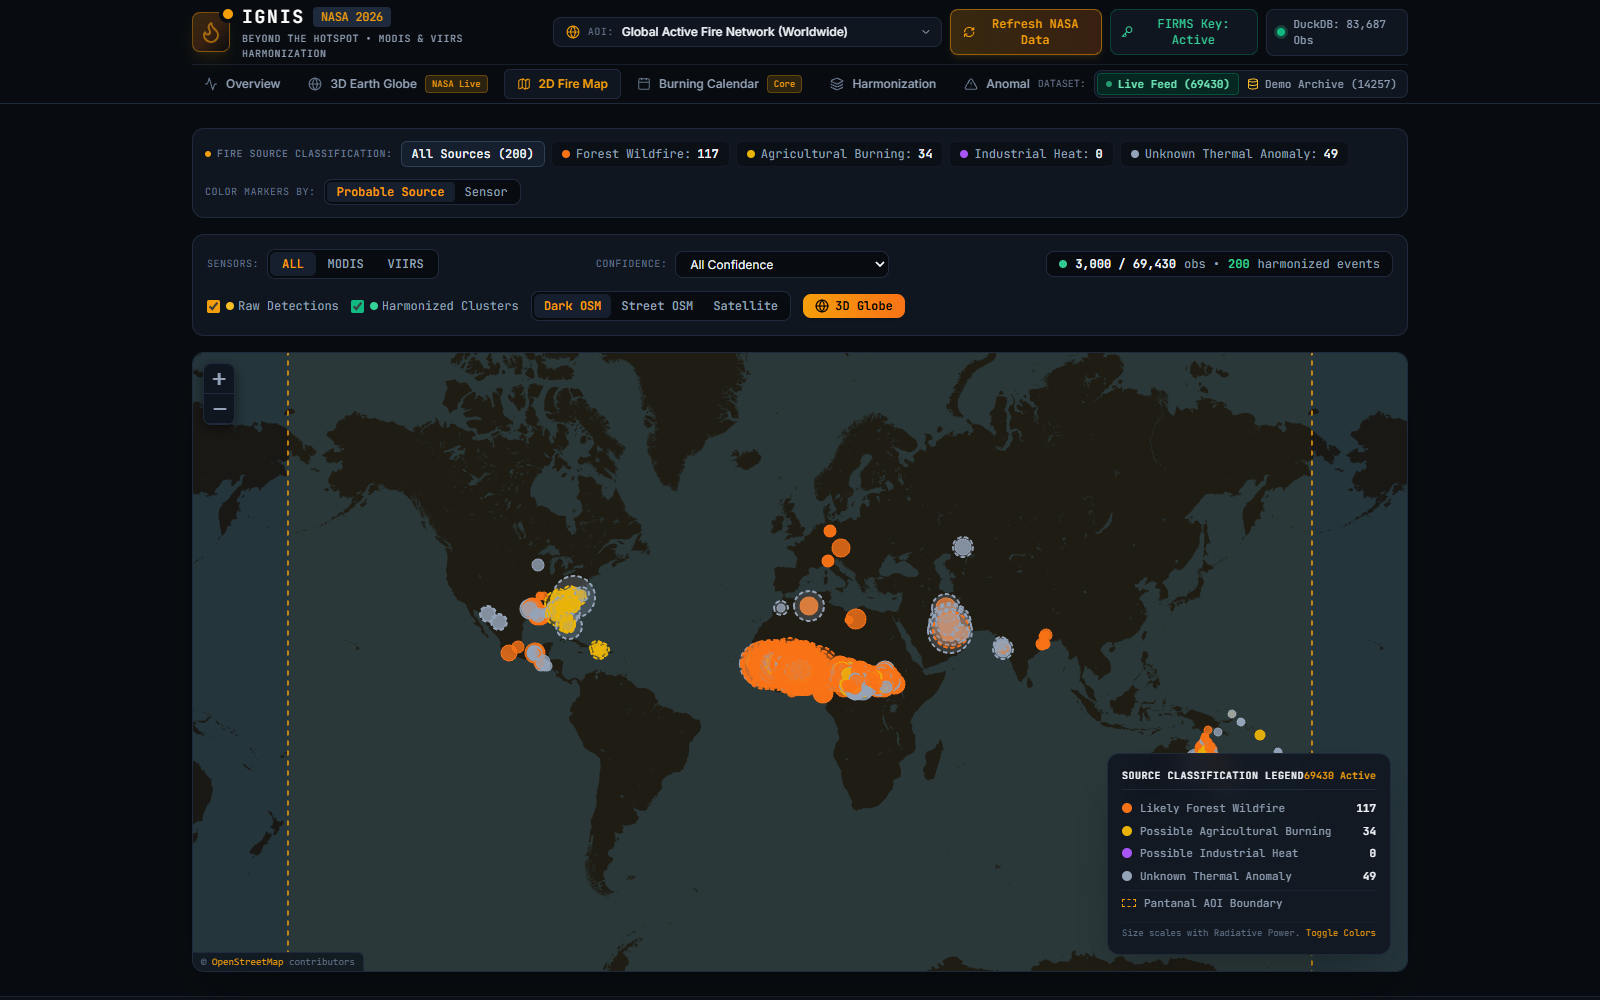 IGNIS NASA 2026
BEYOND THE HOTSPOT • MODIS & VIIRS
HARMONIZATION
AOI: Global Active Fire Network (Worldwide)
Refresh NASA
Data
FIRMS Key:
Active
DuckDB: 83,687
Obs
Overview
3D Earth Globe NASA Live
2D Fire Map
Burning Calendar Core
Harmonization
Anomal
DATASET: Live Feed (69430) Demo Archive (14257)
FIRE SOURCE CLASSIFICATION: All Sources (200) Forest Wildfire: 117 Agricultural Burning: 34 Industrial Heat: 0 Unknown Thermal Anomaly: 49
COLOR MARKERS BY: Probable Source Sensor
SENSORS: ALL MODIS VIIRS CONFIDENCE: All Confidence 3,000 / 69,430 obs • 200 harmonized events
Raw Detections Harmonized Clusters Dark OSM Street OSM Satellite 3D Globe
+
−
SOURCE CLASSIFICATION LEGEND 69430 Active
Likely Forest Wildfire 117
Possible Agricultural Burning 34
Possible Industrial Heat 0
Unknown Thermal Anomaly 49
Pantanal AOI Boundary
Size scales with Radiative Power. Toggle Colors
© OpenStreetMap contributors